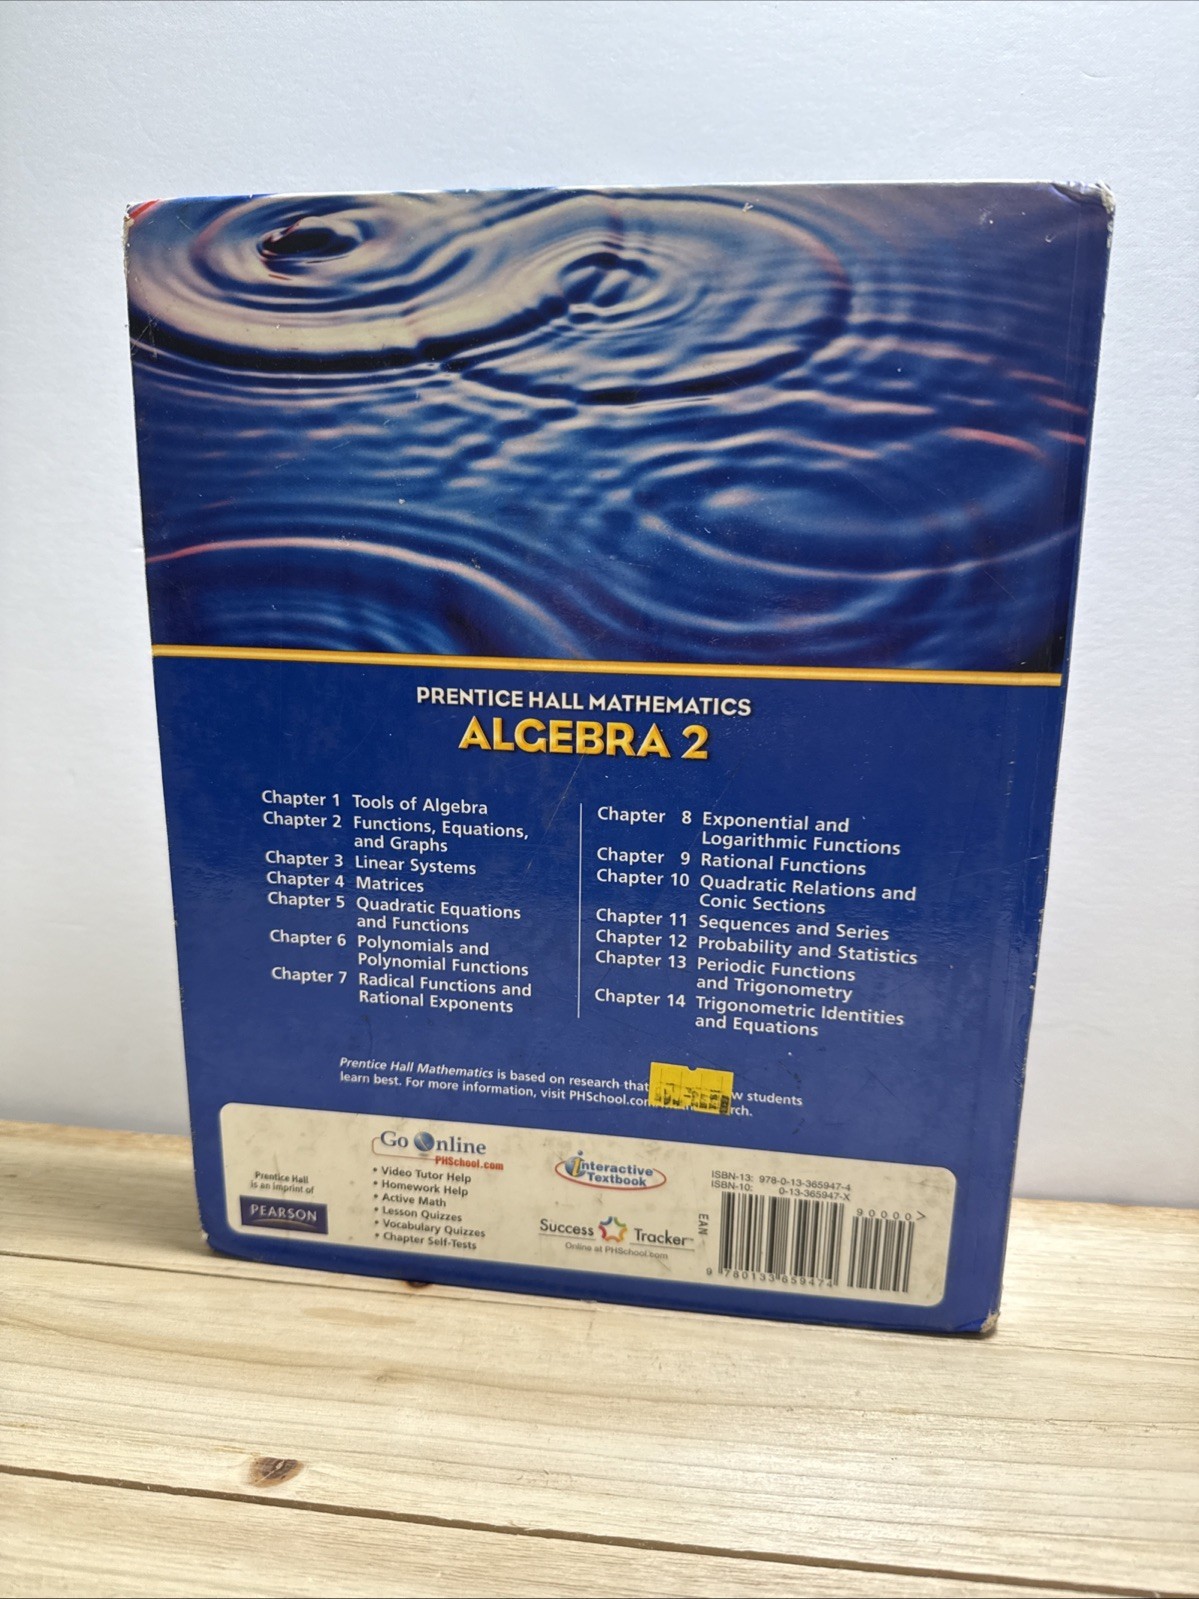 PRENTICE HALL MATHEMATICS
ALGEBRA 2
Chapter 1 Tools of Algebra
Chapter 2 Functions, Equations,
and Graphs
Chapter 3 Linear Systems
Chapter 4 Matrices
Chapter 5 Quadratic Equations
and Functions
Chapter 6 Polynomials and
Polynomial Functions
Chapter 7 Radical Functions and
Rational Exponents
Chapter 8 Exponential and
Logarithmic Functions
Chapter 9 Rational Functions
Chapter 10 Quadratic Relations and
Conic Sections
Chapter 11 Sequences and Series
Chapter 12 Probability and Statistics
Chapter 13 Periodic Functions
and Trigonometry
Chapter 14 Trigonometric Identities
and Equations
Prentice Hall Mathematics is based on research that students
learn best. For more information, visit
Prentice Hall
is an imprint of
PEARSON
Go Online
PHSchool.com
• Video Tutor Help
• Homework Help
• Active Math
• Lesson Quizzes
• Vocabulary Quizzes
• Chapter Self-Tests
interactive
Textbook
Success Tracker™
Online at PHSchool.com
ISBN-13: 978-0-13-365947-4
ISBN-10: 0-13-365947-X
90000>
EAN
9 780133 659474